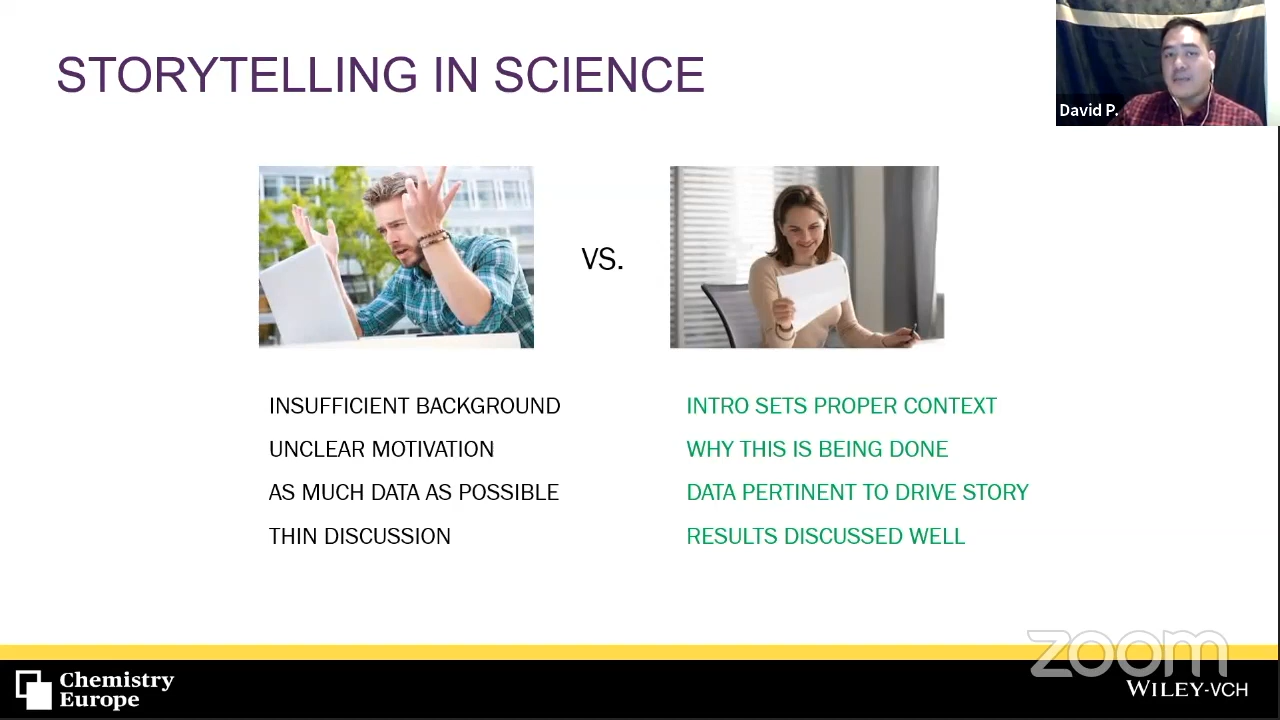 STORYTELLING IN SCIENCE
David P.
VS.
INSUFFICIENT BACKGROUND
UNCLEAR MOTIVATION
AS MUCH DATA AS POSSIBLE
THIN DISCUSSION
INTRO SETS PROPER CONTEXT
WHY THIS IS BEING DONE
DATA PERTINENT TO DRIVE STORY
RESULTS DISCUSSED WELL
zoom
Chemistry
Europe
WILEY-VCH